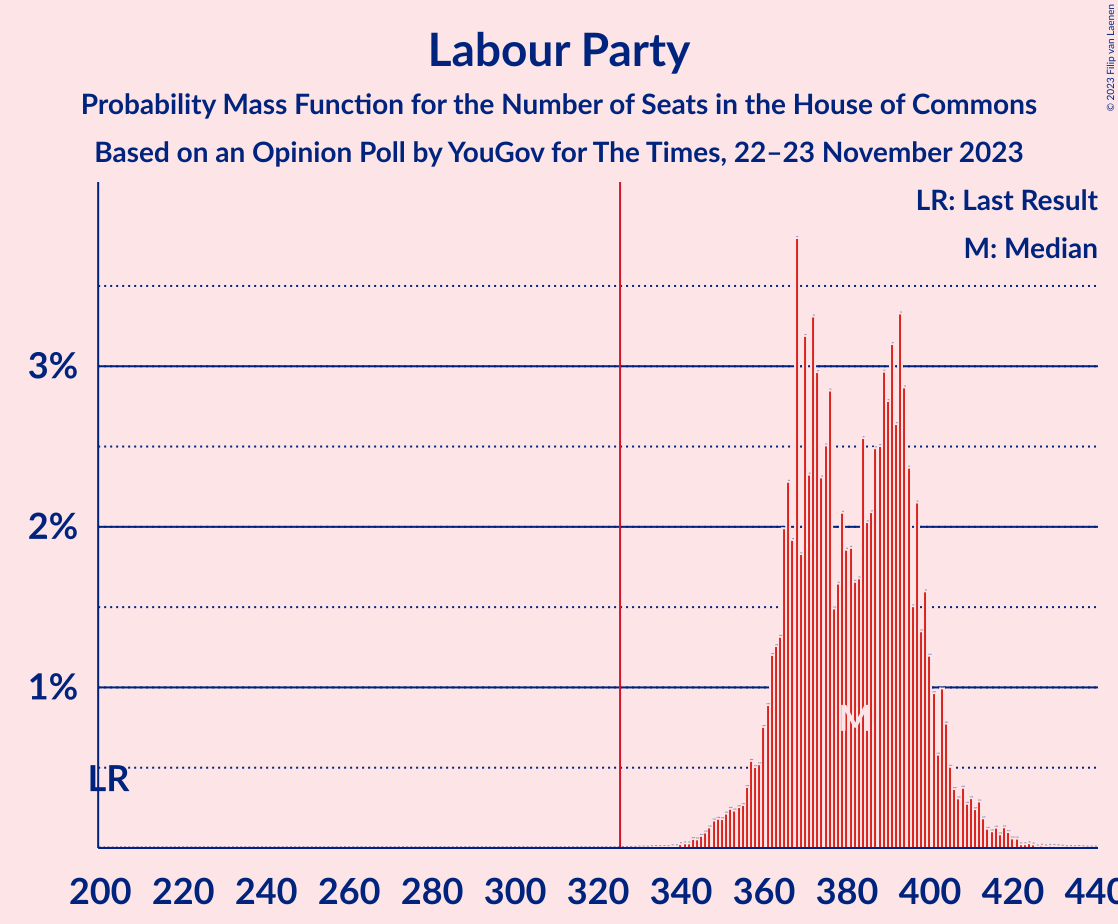 Labour Party
Probability Mass Function for the Number of Seats in the House of Commons
Based on an Opinion Poll by YouGov for The Times, 22–23 November 2023
© 2023 Filip van Laenen
LR: Last Result
M: Median
3%
2%
1%
M
LR
200 220 240 260 280 300 320 340 360 380 400 420 440